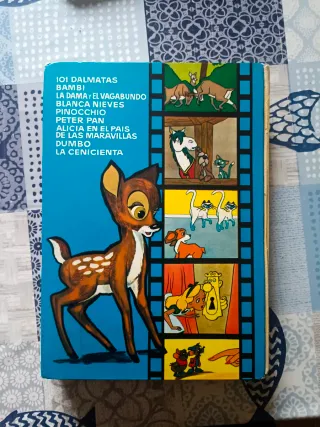 101 DALMATAS
BAMBI
LA DAMA Y EL VAGABUNDO
BLANCA NIEVES
PINOCCHIO
PETER PAN
ALICIA EN EL PAIS
DE LAS MARAVILLAS
DUMBO
LA CENICIENTA